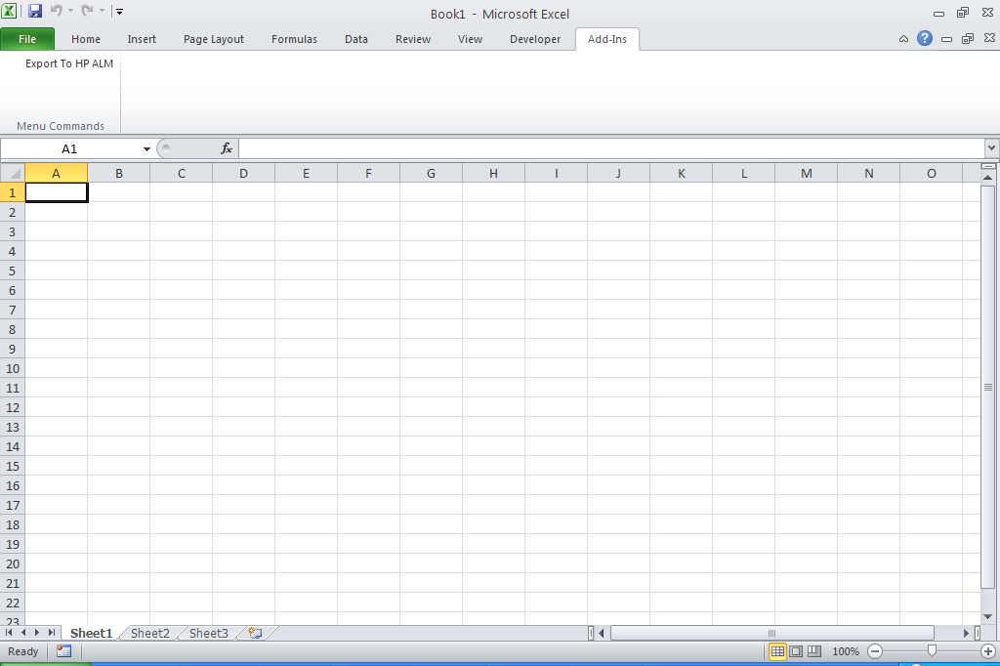 Book1 - Microsoft Excel
File Home Insert Page Layout Formulas Data Review View Developer Add-Ins
Export To HP ALM
Menu Commands
A1 fx
A B C D E F G H I J K L M N O
1
2
3
4
5
6
7
8
9
10
11
12
13
14
15
16
17
18
19
20
21
22
23
Sheet1 Sheet2 Sheet3
Ready 100%